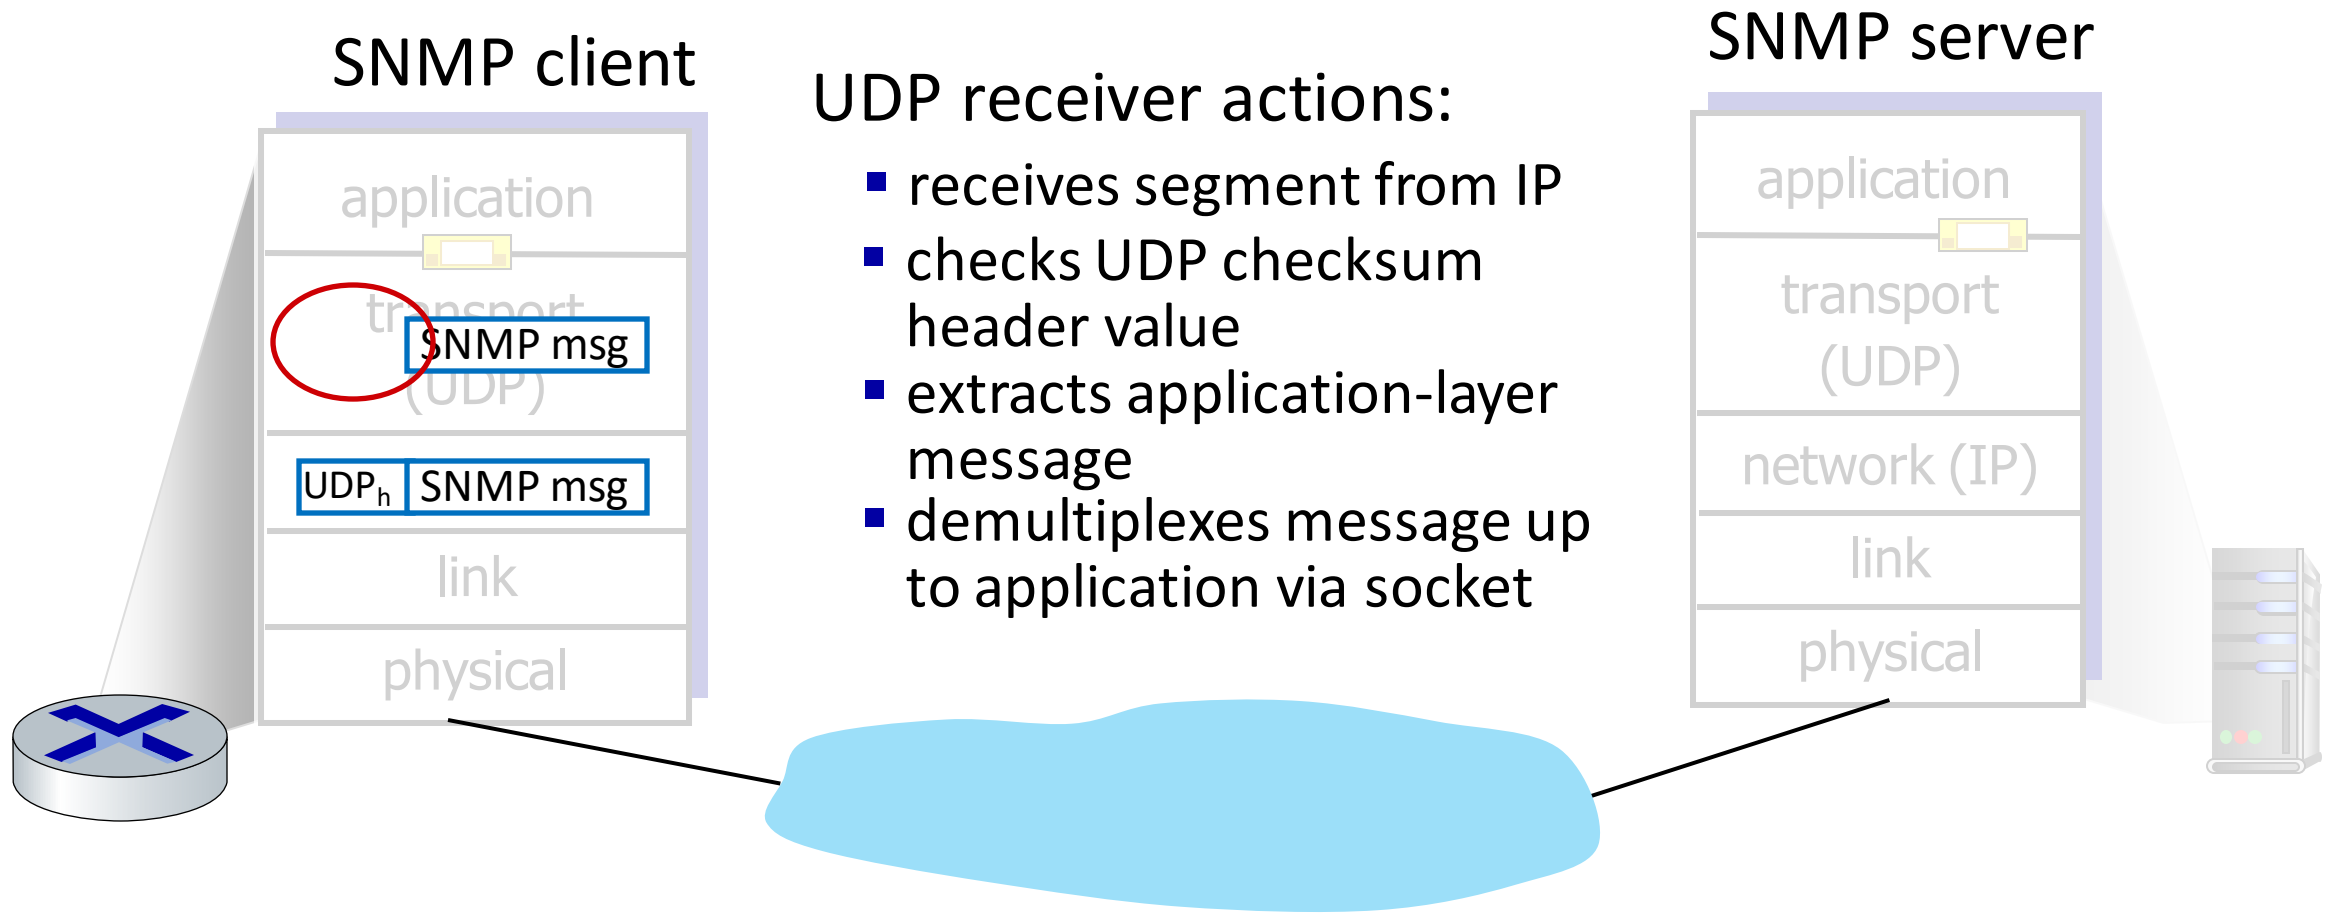 SNMP client
application
transport
SNMP msg
(UDP)
UDPh SNMP msg
link
physical
UDP receiver actions:
receives segment from IP
checks UDP checksum
header value
extracts application-layer
message
demultiplexes message up
to application via socket
SNMP server
application
transport
(UDP)
network (IP)
link
physical